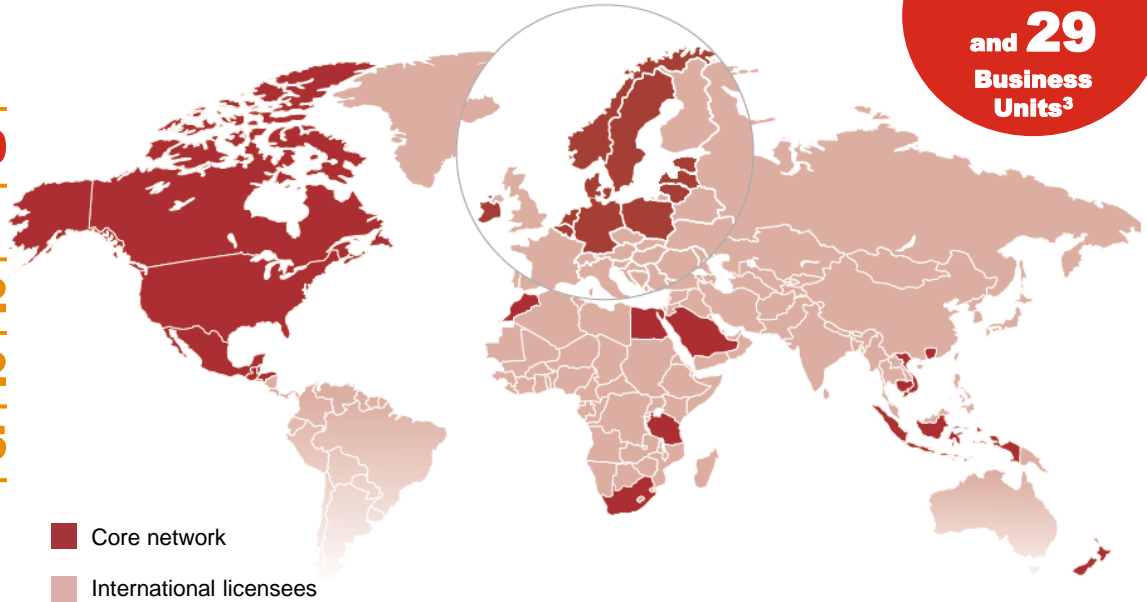 and 29
Business
Units³
Core network
International licensees